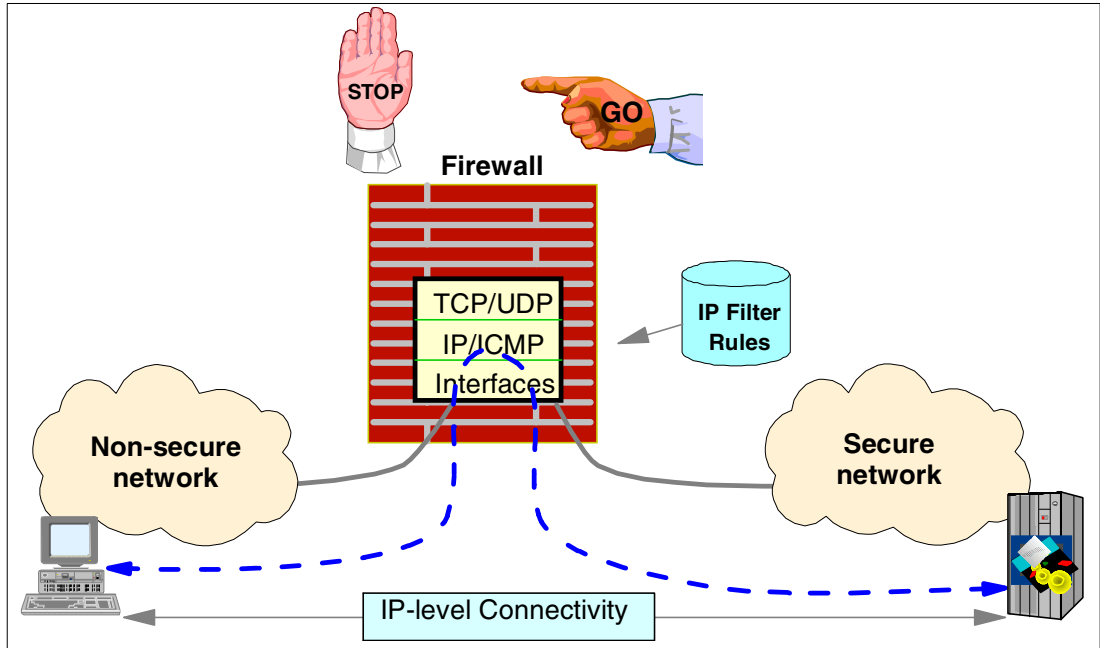 STOP
GO
Firewall
TCP/UDP
IP/ICMP
Interfaces
IP Filter
Rules
Non-secure
network
Secure
network
IP-level Connectivity